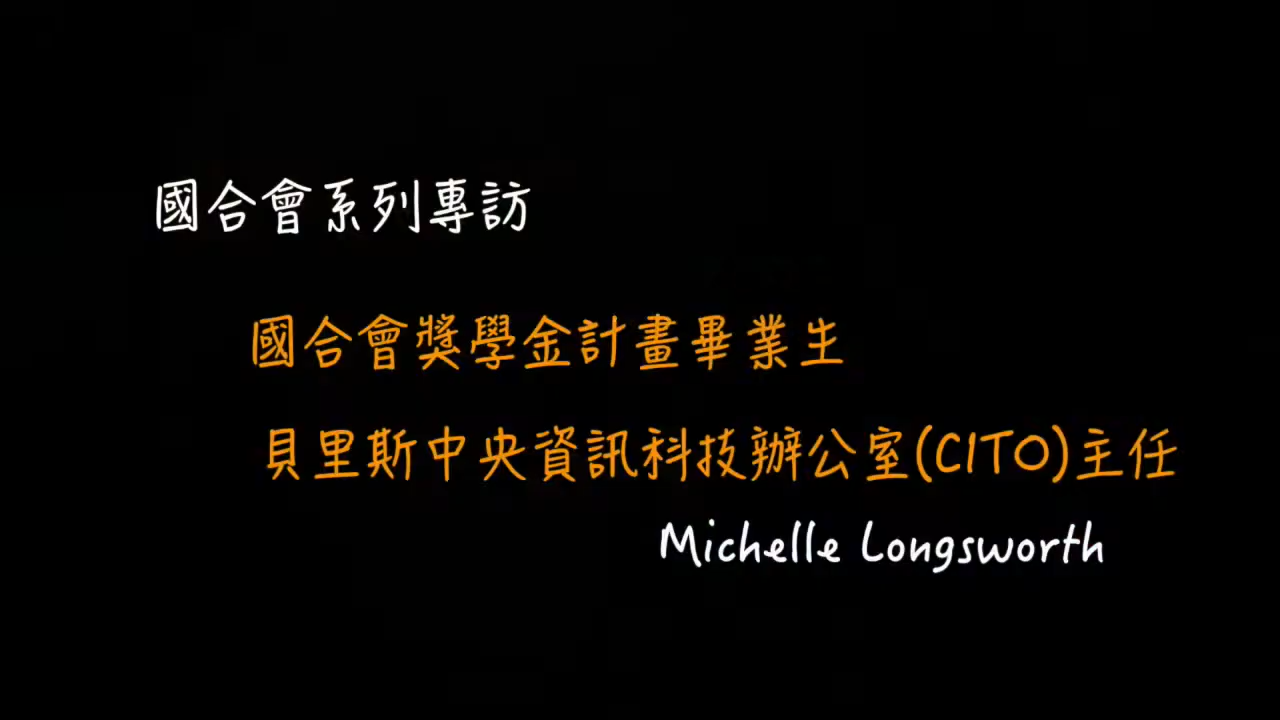 國合會系列專訪
國合會獎學金計畫畢業生
貝里斯中央資訊科技辦公室(CITO)主任
Michelle Longsworth